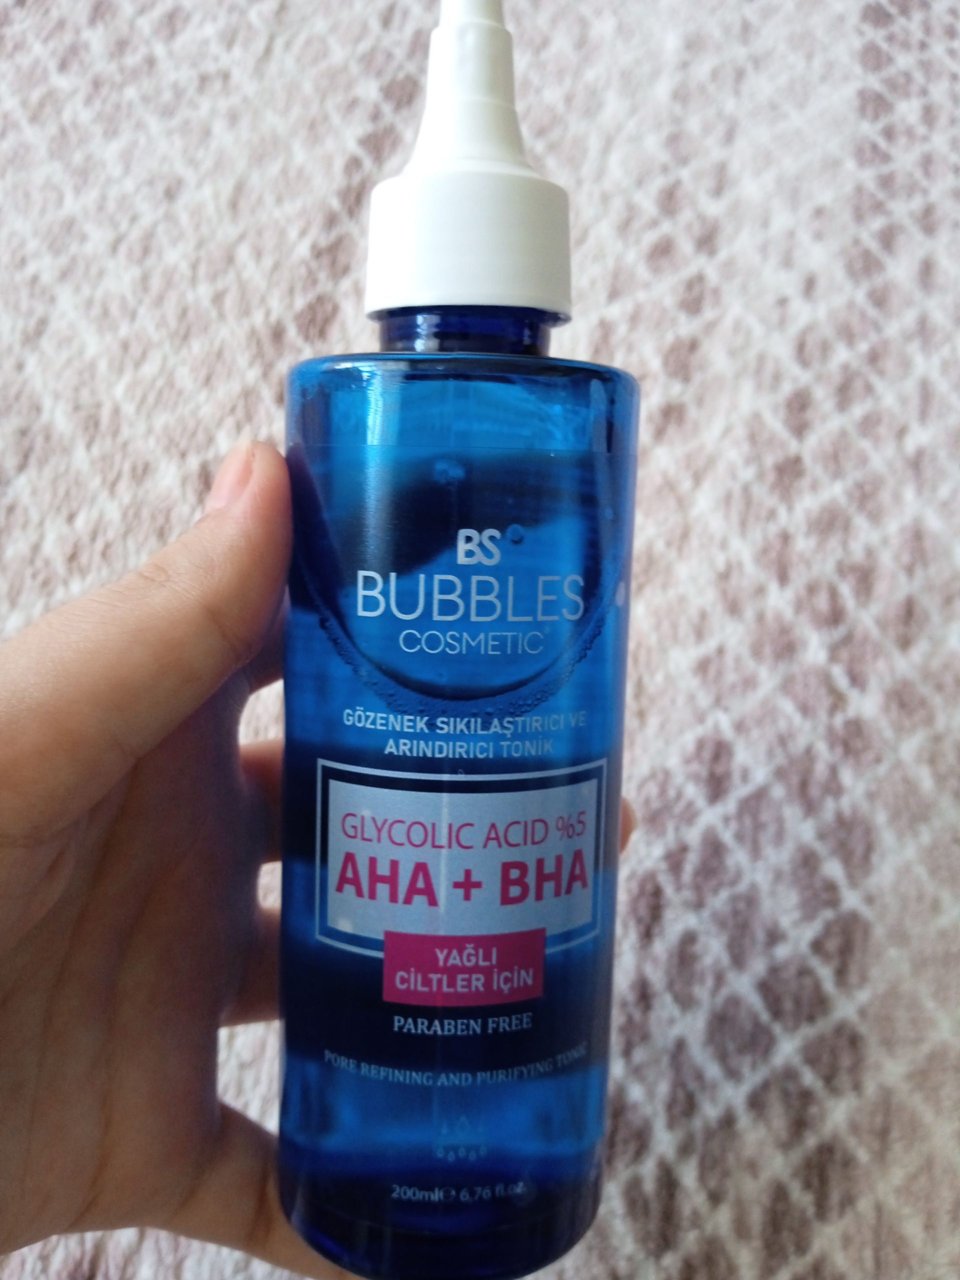 BS
BUBBLES
COSMETIC
GÖZENEK SIKILAŞTIRICI VE
ARINDIRICI TONİK
GLYCOLIC ACID %5
AHA + BHA
YAĞLI
CİLTLER İÇİN
PARABEN FREE
PORE REFINING AND PURIFYING TONIC
200ml℮ 6,76 fl.oz.